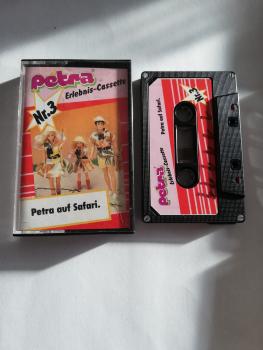 Petra
Erlebnis-Cassette
Nr.3
Petra auf Safari.
Petra
Erlebnis-Cassette
Nr.3
Petra auf Safari.